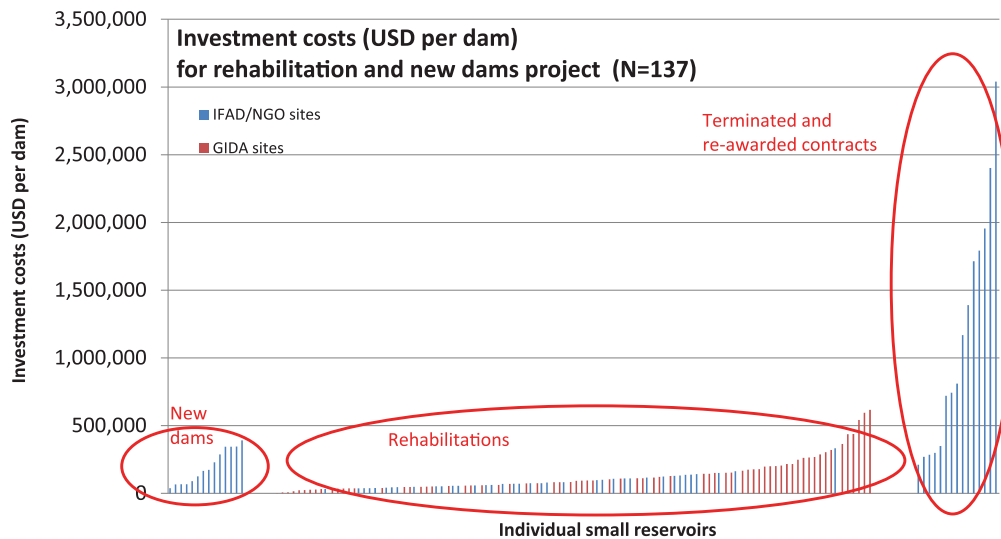 Investment costs (USD per dam)
for rehabilitation and new dams project (N=137)
IFAD/NGO sites
GIDA sites
Terminated and
re-awarded contracts
New
dams
Rehabilitations
3,500,000
3,000,000
2,500,000
2,000,000
1,500,000
1,000,000
500,000
0
Investment costs (USD per dam)
Individual small reservoirs